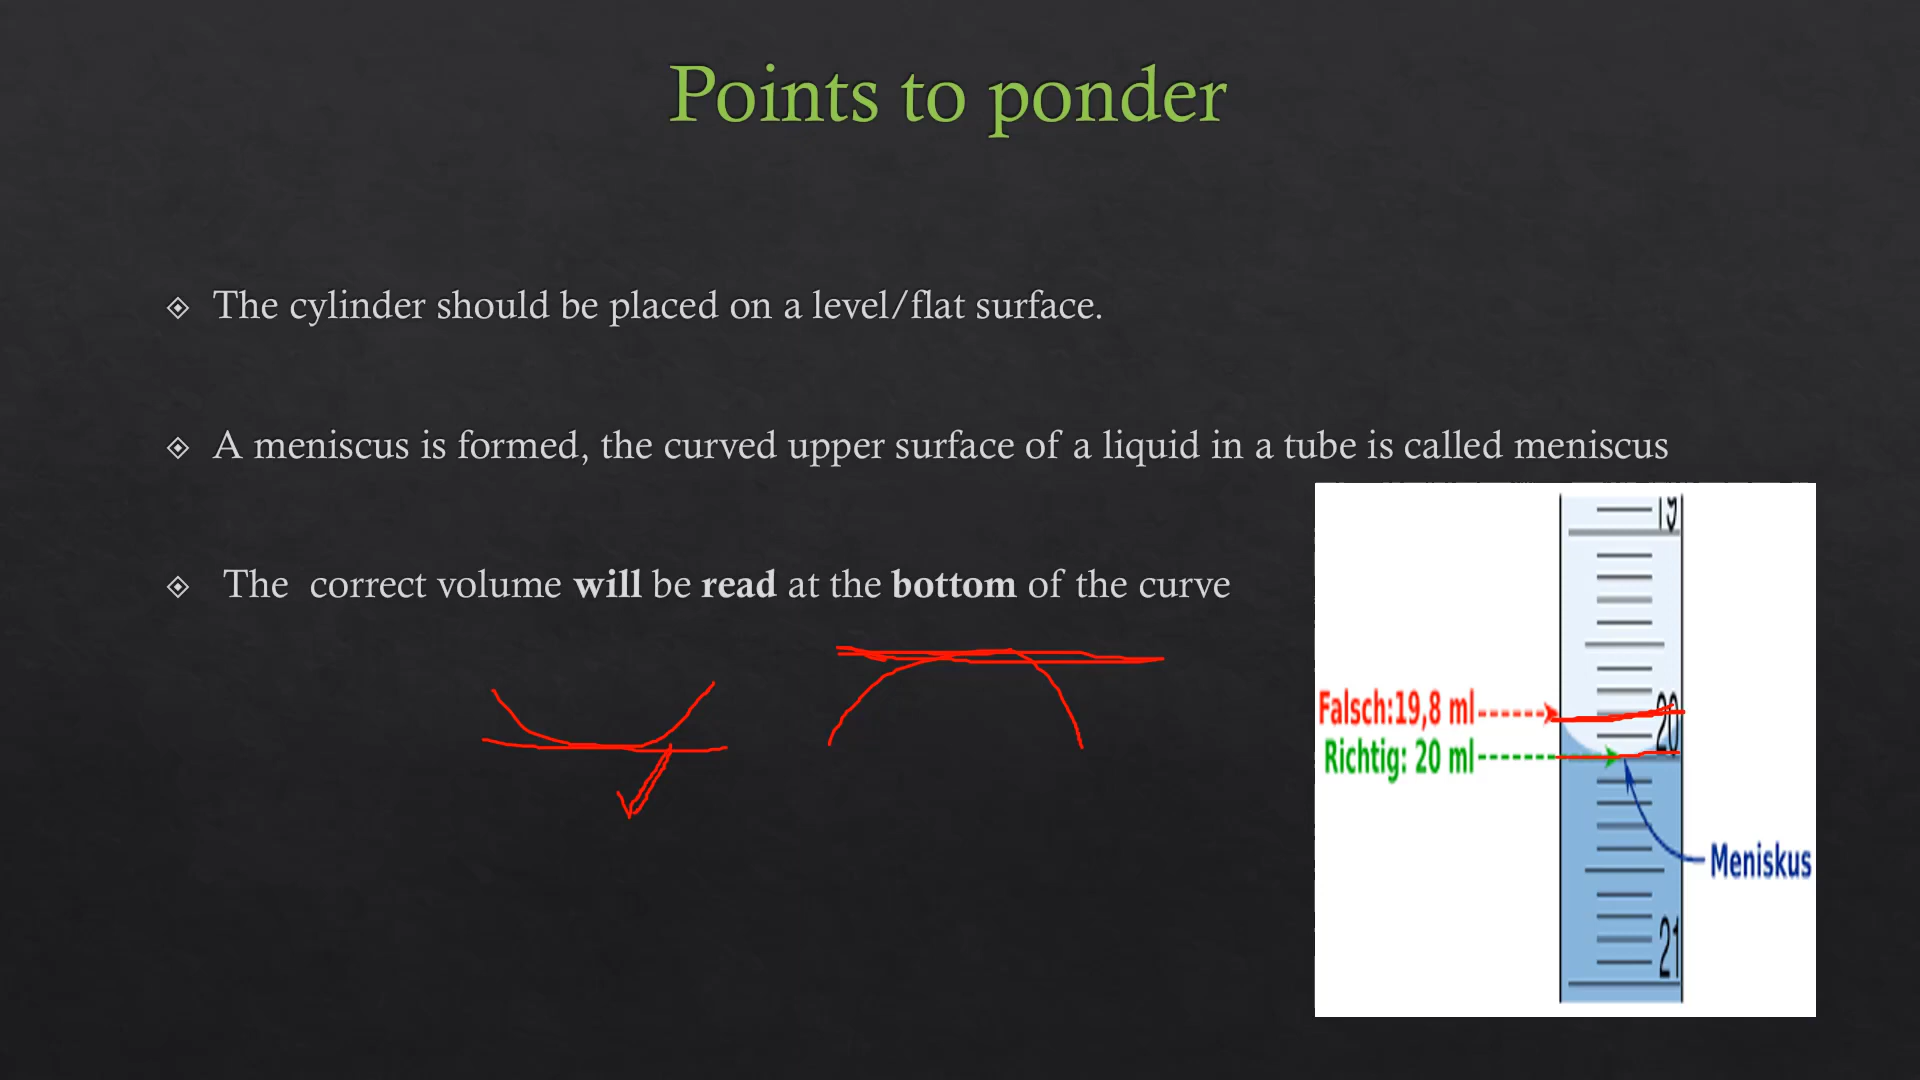 Points to ponder
The cylinder should be placed on a level/flat surface.
A meniscus is formed, the curved upper surface of a liquid in a tube is called meniscus
The correct volume will be read at the bottom of the curve
19
Falsch:19,8 ml
20
Richtig: 20 ml
Meniskus
21